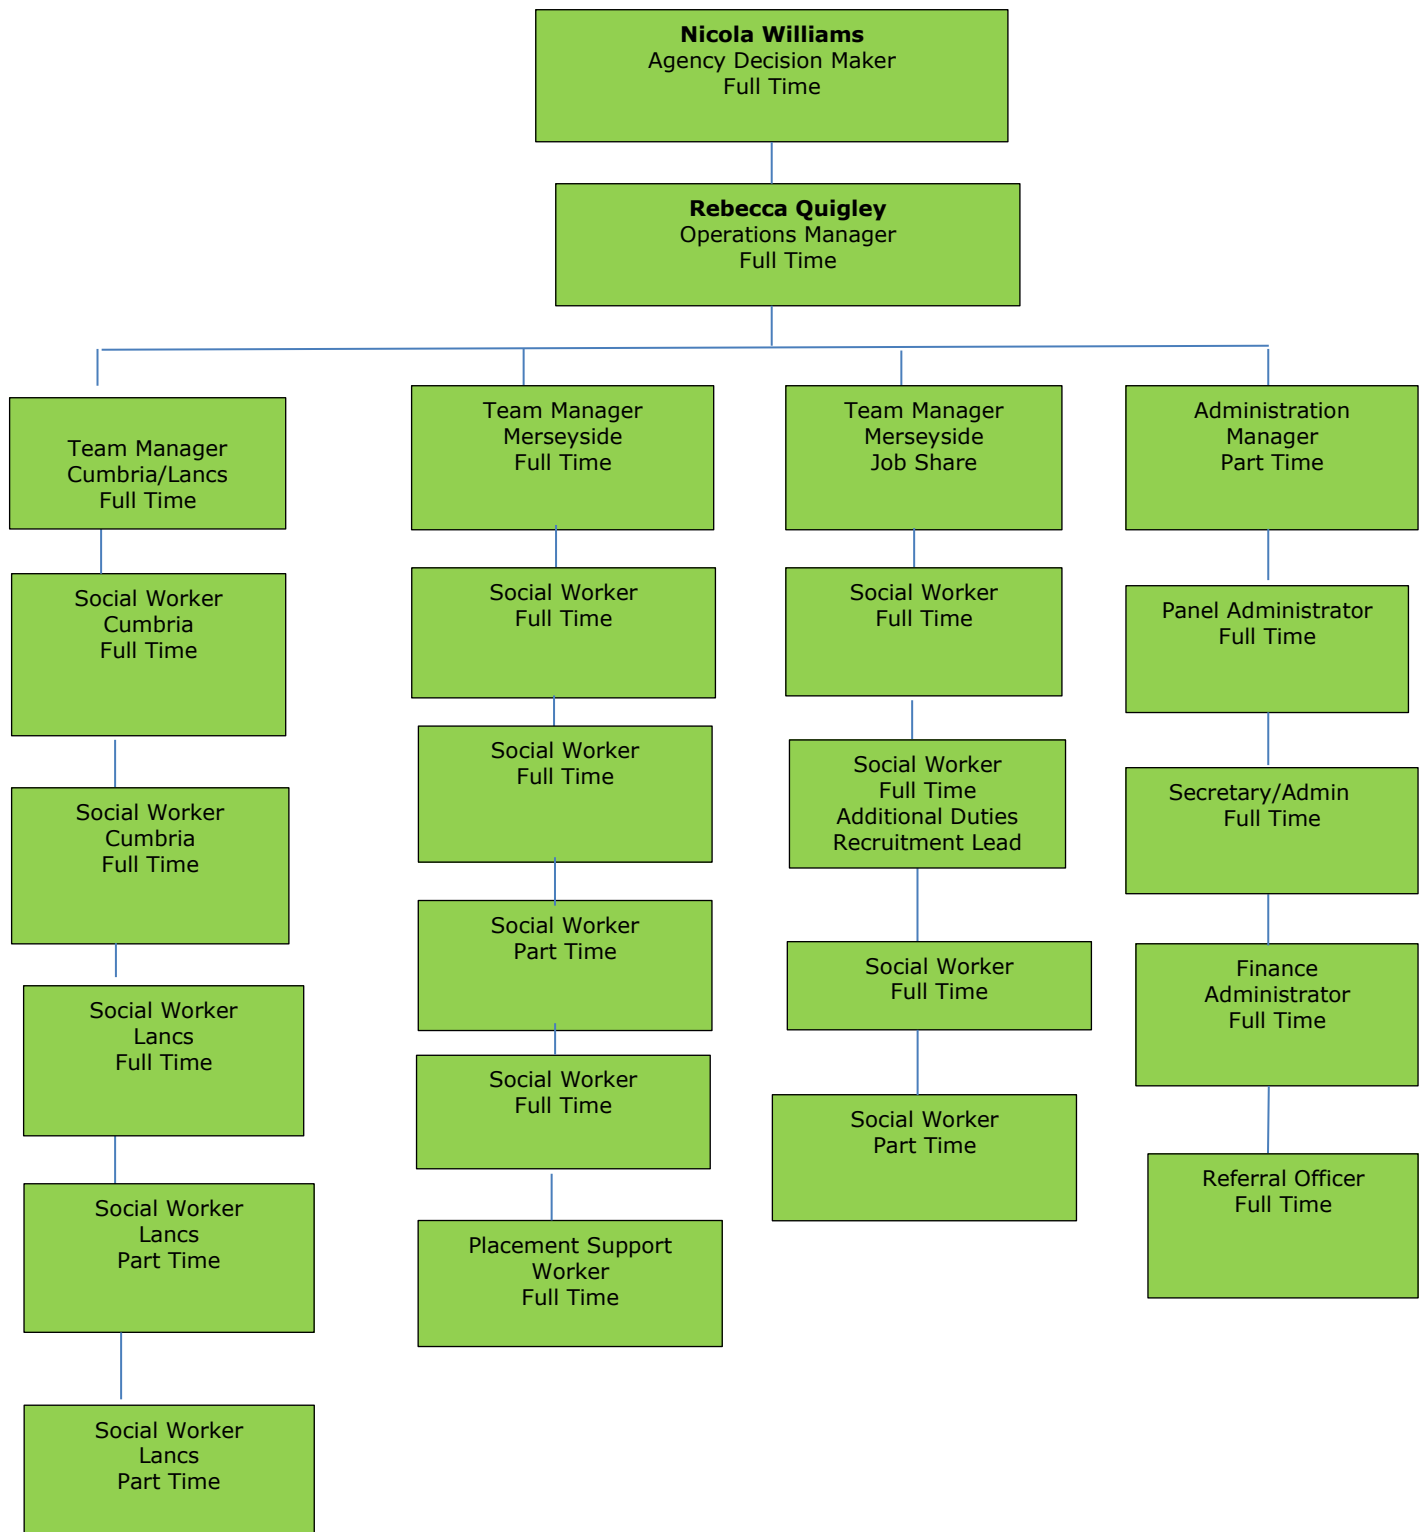 Nicola Williams
Agency Decision Maker
Full Time
Rebecca Quigley
Operations Manager
Full Time
Team Manager
Cumbria/Lancs
Full Time
Social Worker
Cumbria
Full Time
Social Worker
Cumbria
Full Time
Social Worker
Lancs
Full Time
Social Worker
Lancs
Part Time
Social Worker
Lancs
Part Time
Team Manager
Merseyside
Full Time
Social Worker
Full Time
Social Worker
Full Time
Social Worker
Part Time
Social Worker
Full Time
Placement Support
Worker
Full Time
Team Manager
Merseyside
Job Share
Social Worker
Full Time
Social Worker
Full Time
Additional Duties
Recruitment Lead
Social Worker
Full Time
Social Worker
Part Time
Administration
Manager
Part Time
Panel Administrator
Full Time
Secretary/Admin
Full Time
Finance
Administrator
Full Time
Referral Officer
Full Time